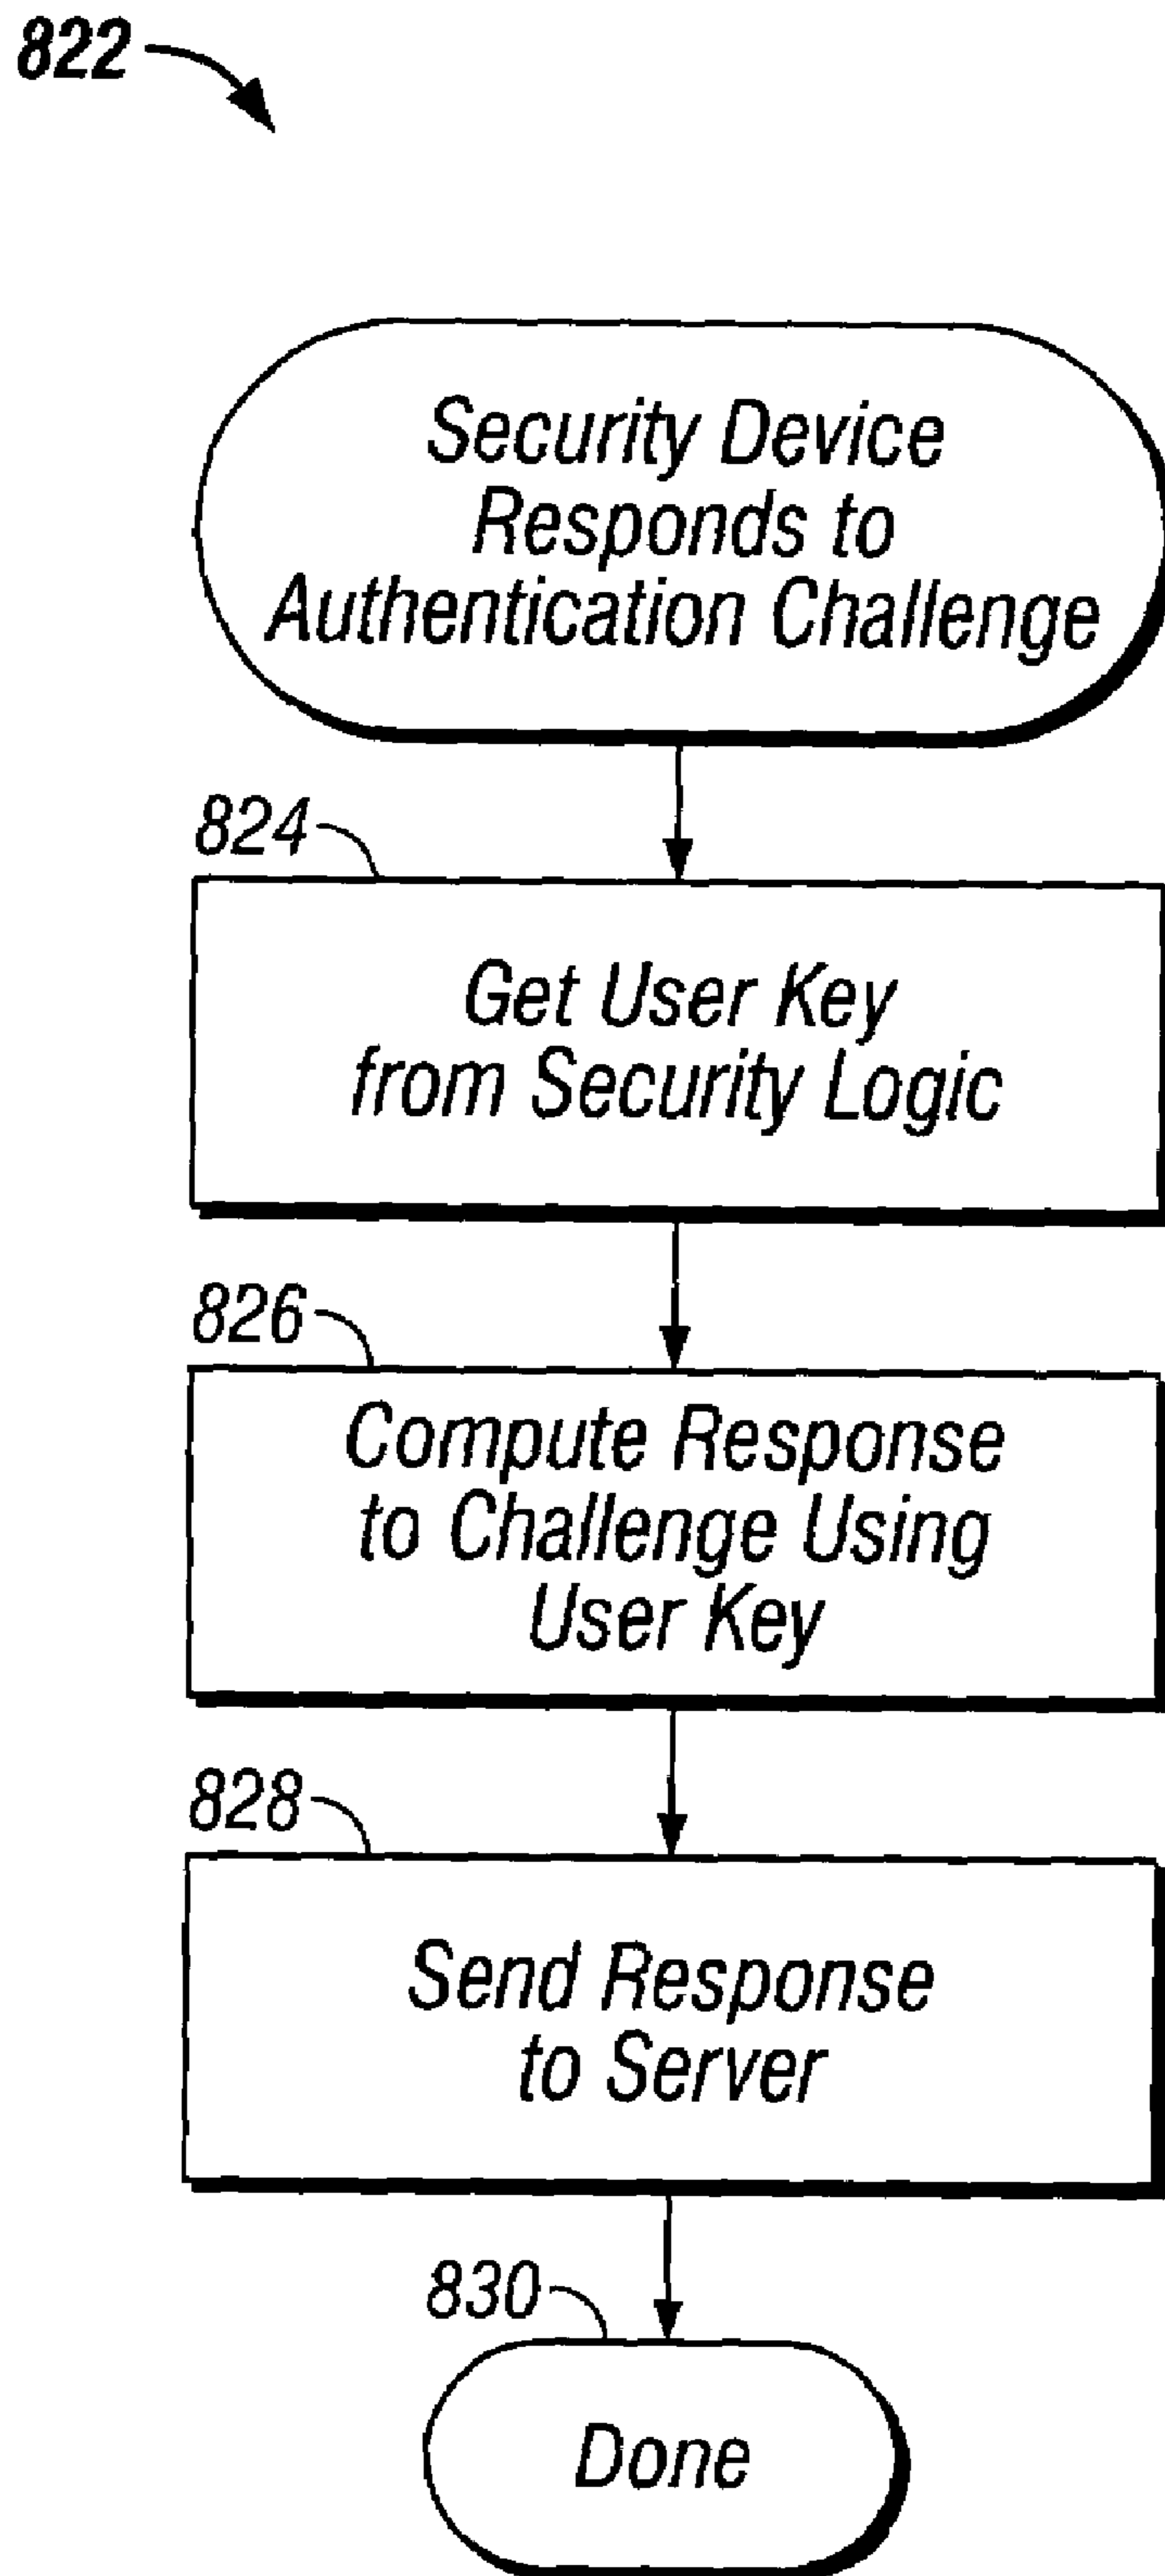 822
Security Device
Responds to
Authentication Challenge
824
Get User Key
from Security Logic
826
Compute Response
to Challenge Using
User Key
828
Send Response
to Server
830
Done